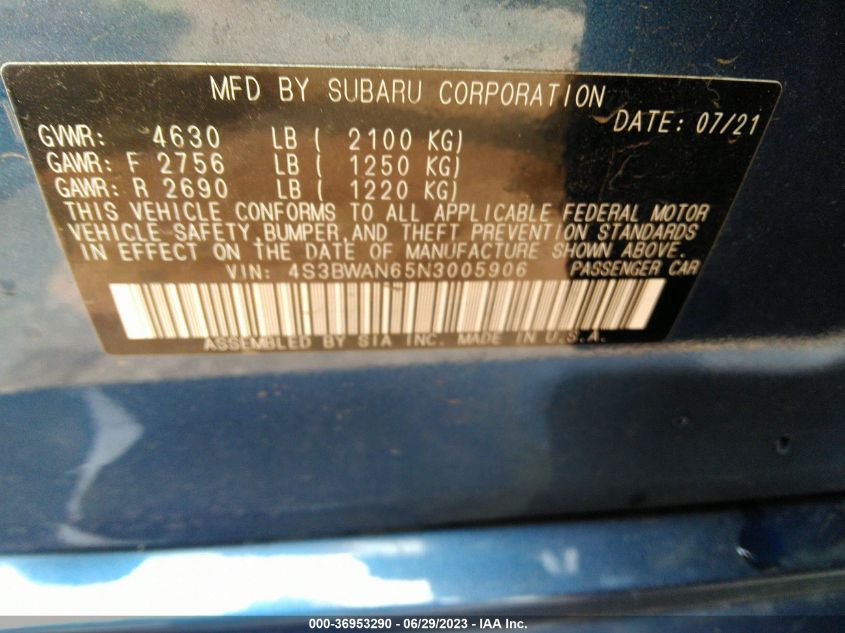 MFD BY SUBARU CORPORATION
DATE: 07/21
GVWR: 4630 LB ( 2100 KG)
GAWR: F 2756 LB ( 1250 KG)
GAWR: R 2690 LB ( 1220 KG)
THIS VEHICLE CONFORMS TO ALL APPLICABLE FEDERAL MOTOR
VEHICLE SAFETY,BUMPER,AND THEFT PREVENTION STANDARDS
IN EFFECT ON THE DATE OF MANUFACTURE SHOWN ABOVE.
VIN: 4S3BWAN65N3005906 PASSENGER CAR
ASSEMBLED BY SIA INC. MADE IN U.S.A.
000-36953290 - 06/29/2023 - IAA Inc.